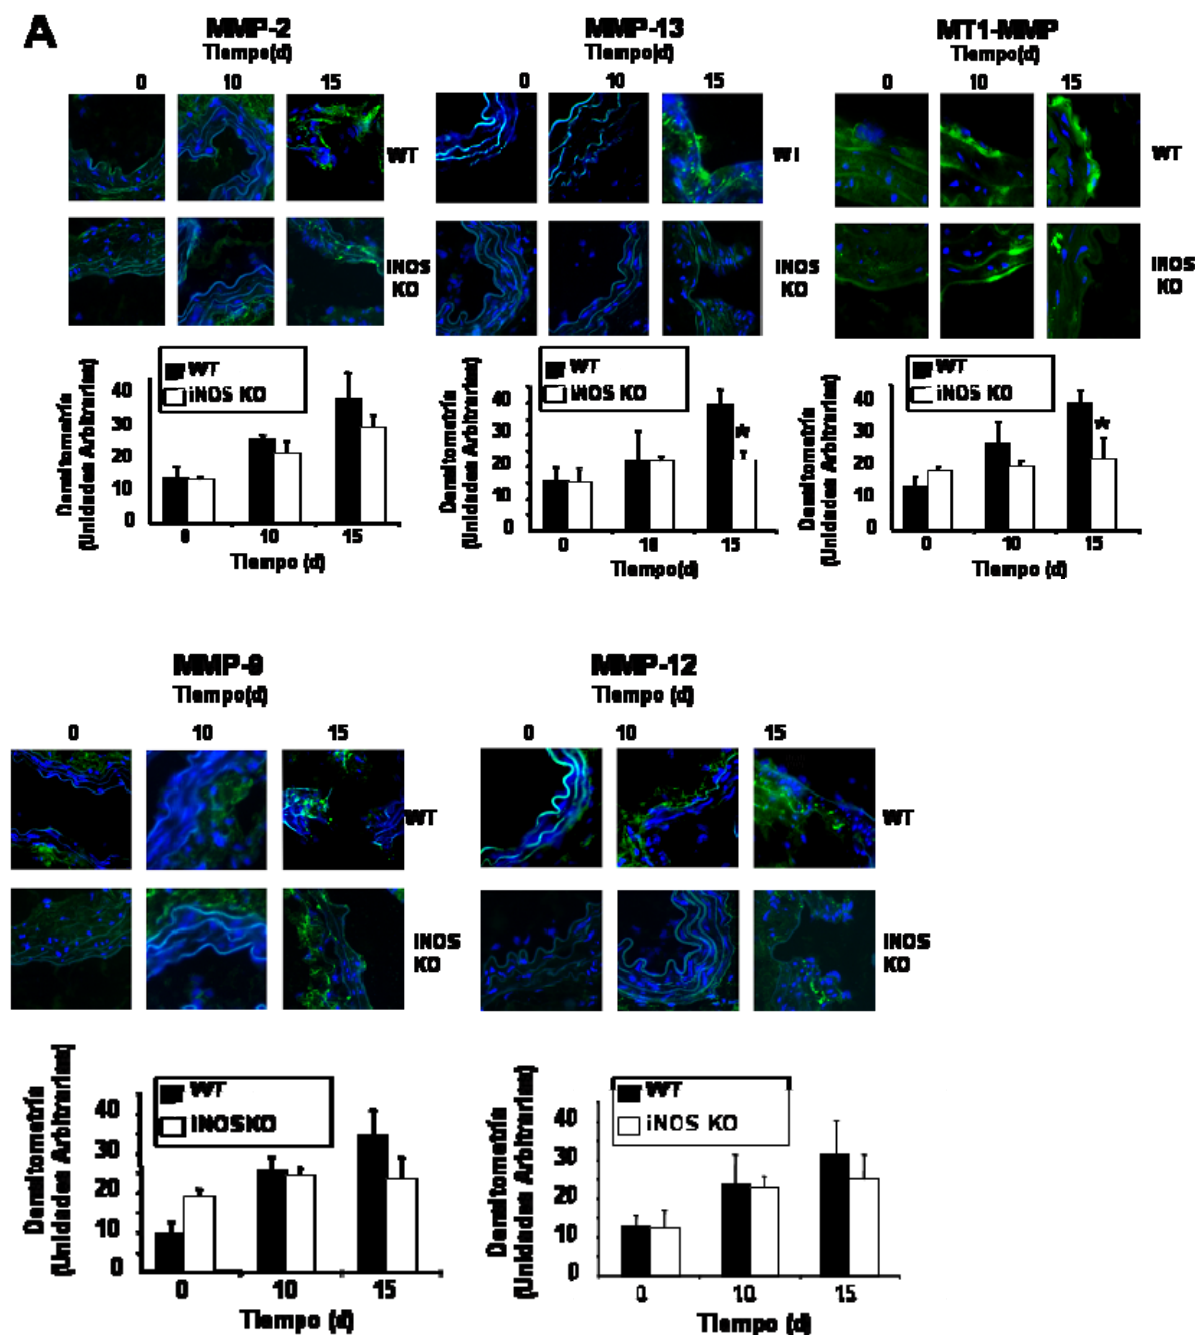 A
MMP-2
Tiempo(d)
0 10 15
WT
iNOS
KO
Densitometría
(Unidades Arbitrarias)
40
30
20
10
0
WT
iNOS KO
0 10 15
Tiempo (d)
MMP-13
Tiempo(d)
0 10 15
WT
iNOS
KO
Densitometría
(Unidades Arbitrarias)
40
30
20
10
0
WT
iNOS KO
*
0 10 15
Tiempo(d)
MT1-MMP
Tiempo(d)
0 10 15
WT
iNOS
KO
Densitometría
(Unidades Arbitrarias)
40
30
20
10
0
WT
iNOS KO
*
0 10 15
Tiempo (d)
MMP-9
Tiempo(d)
0 10 15
WT
iNOS
KO
Densitometría
(Unidades Arbitrarias)
40
30
20
10
0
WT
iNOSKO
0 10 15
Tiempo (d)
MMP-12
Tiempo (d)
0 10 15
WT
iNOS
KO
Densitometría
(Unidades Arbitrarias)
40
30
20
10
0
WT
iNOS KO
0 10 15
Tiempo (d)